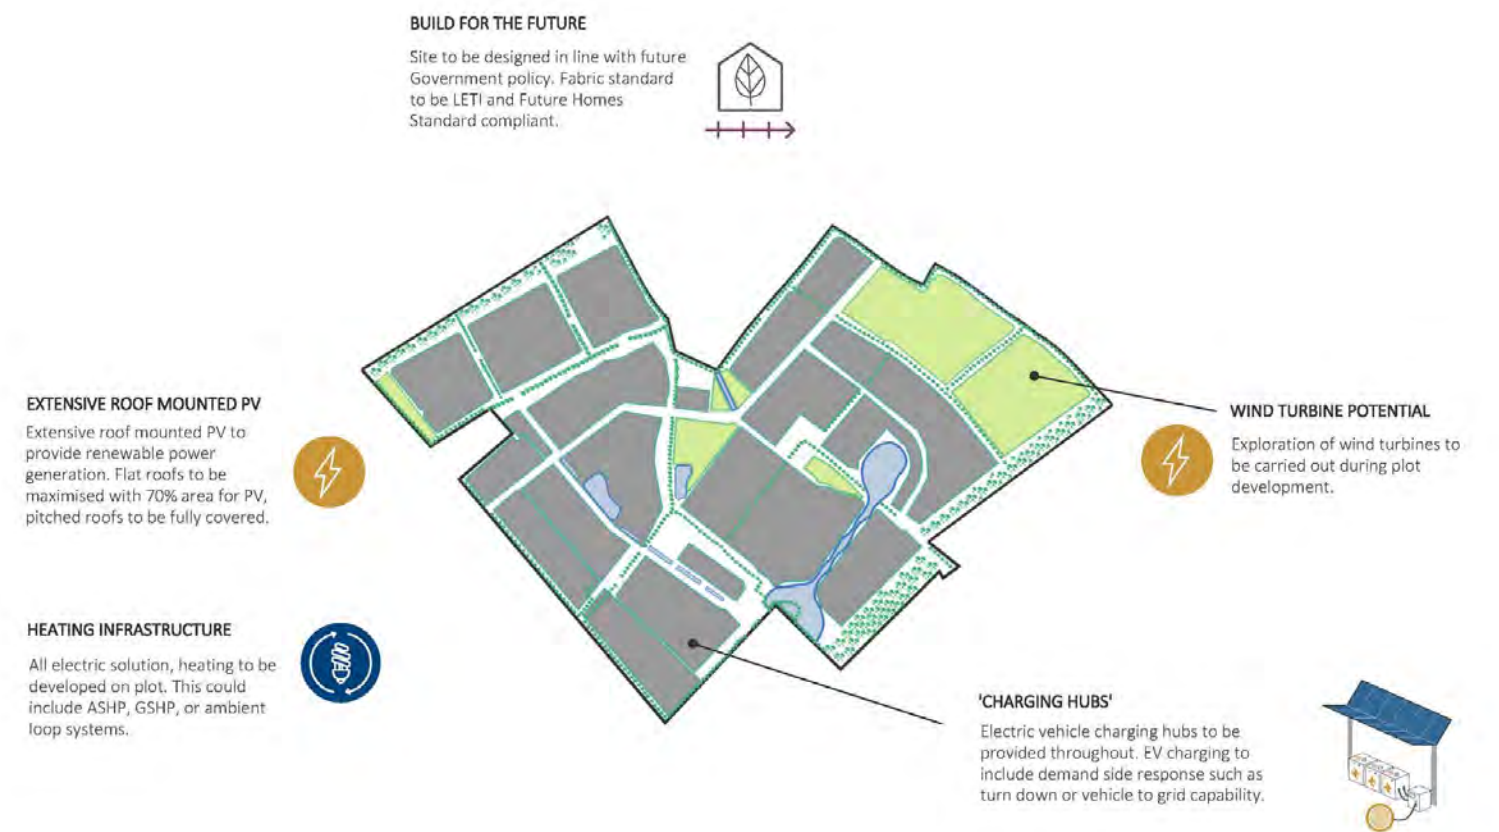 BUILD FOR THE FUTURE
Site to be designed in line with future
Government policy. Fabric standard
to be LETI and Future Homes
Standard compliant.
EXTENSIVE ROOF MOUNTED PV
Extensive roof mounted PV to
provide renewable power
generation. Flat roofs to be
maximised with 70% area for PV,
pitched roofs to be fully covered.
WIND TURBINE POTENTIAL
Exploration of wind turbines to
be carried out during plot
development.
HEATING INFRASTRUCTURE
All electric solution, heating to be
developed on plot. This could
include ASHP, GSHP, or ambient
loop systems.
'CHARGING HUBS'
Electric vehicle charging hubs to be
provided throughout. EV charging to
include demand side response such as
turn down or vehicle to grid capability.